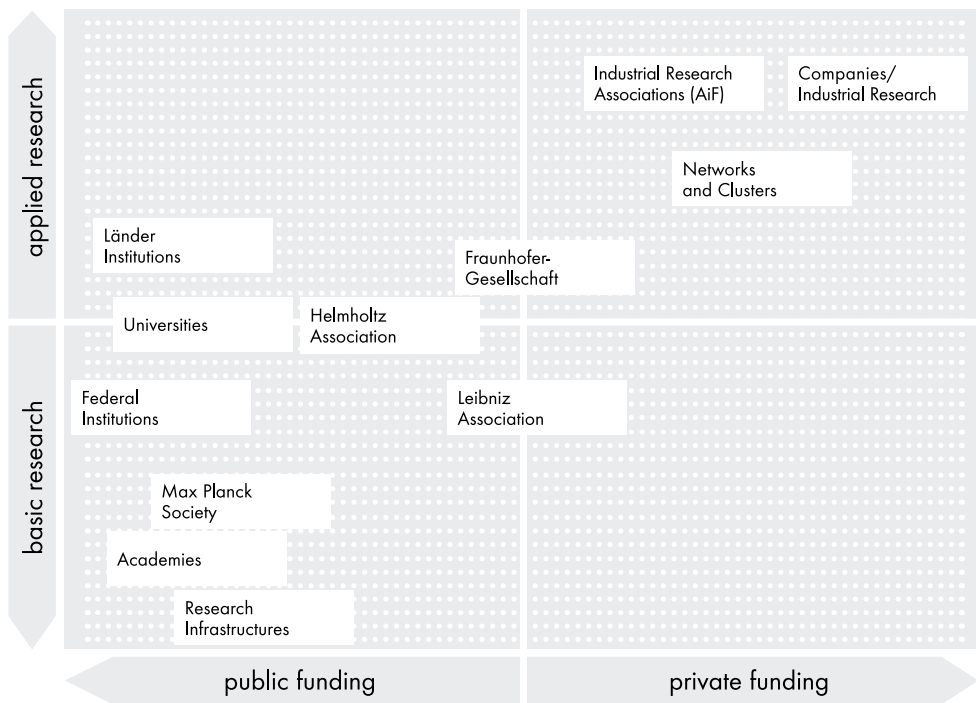 applied research
basic research
Industrial Research
Associations (AiF)
Companies/
Industrial Research
Networks
and Clusters
Länder
Institutions
Fraunhofer-
Gesellschaft
Universities
Helmholtz
Association
Federal
Institutions
Leibniz
Association
Max Planck
Society
Academies
Research
Infrastructures
public funding
private funding